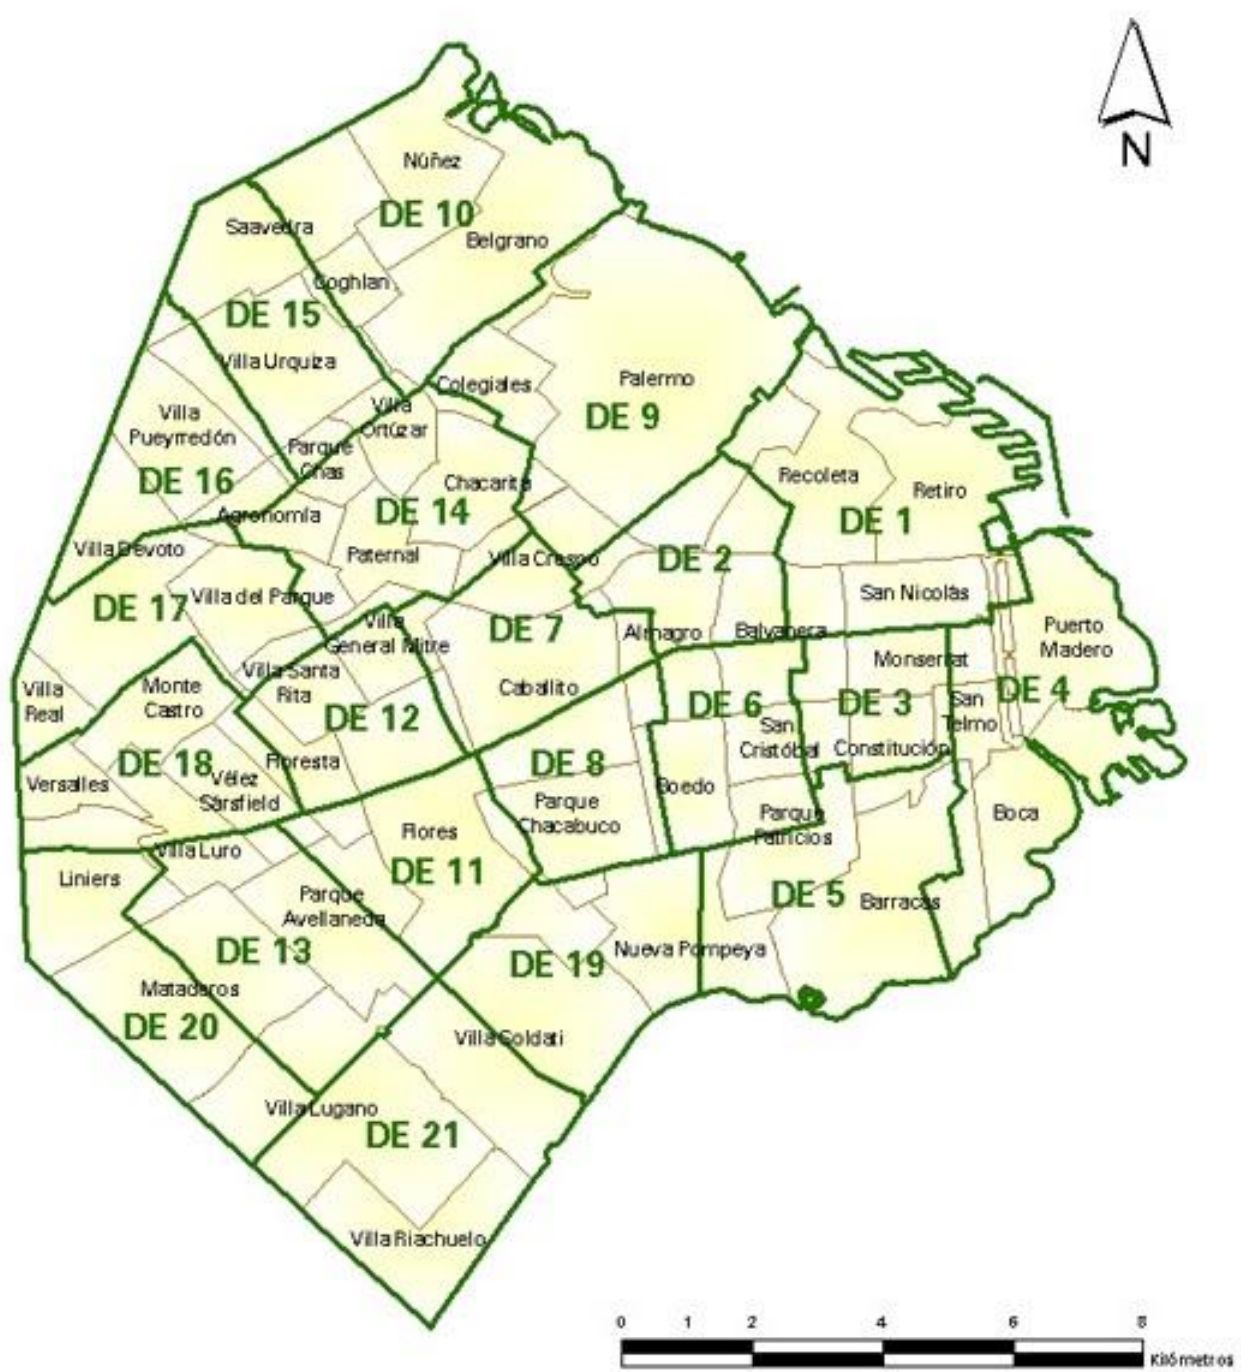 N
Núñez
DE 10
Saavedra
Belgrano
Coghlan
DE 15
Villa Urquiza
Palermo
Colegiales
DE 9
Villa
Ortúzar
Villa
Pueyrredón
Parque
Chas
DE 16
Chacarita
Recoleta
Retiro
DE 1
Agronomía
DE 14
Villa Devoto
Paternal
Villa Crespo
DE 2
DE 17
Villa del Parque
San Nicolás
Villa
General Mitre
DE 7
Almagro
Balvanera
Puerto
Madero
Monserrat
Villa Santa
Rita
Villa
Real
Monte
Castro
Caballito
DE 12
DE 6
DE 3
DE 4
San
Telmo
San
Cristóbal
Constitución
DE 18
Floresta
DE 8
Versalles
Vélez
Sársfield
Boedo
Parque
Chacabuco
Parque
Patricios
Boca
Flores
Villa Luro
DE 11
Liniers
Parque
Avellaneda
DE 5
Barracas
DE 13
DE 19
Nueva Pompeya
Mataderos
DE 20
Villa Soldati
Villa Lugano
DE 21
Villa Riachuelo
0 1 2 4 6 8
Kilómetros